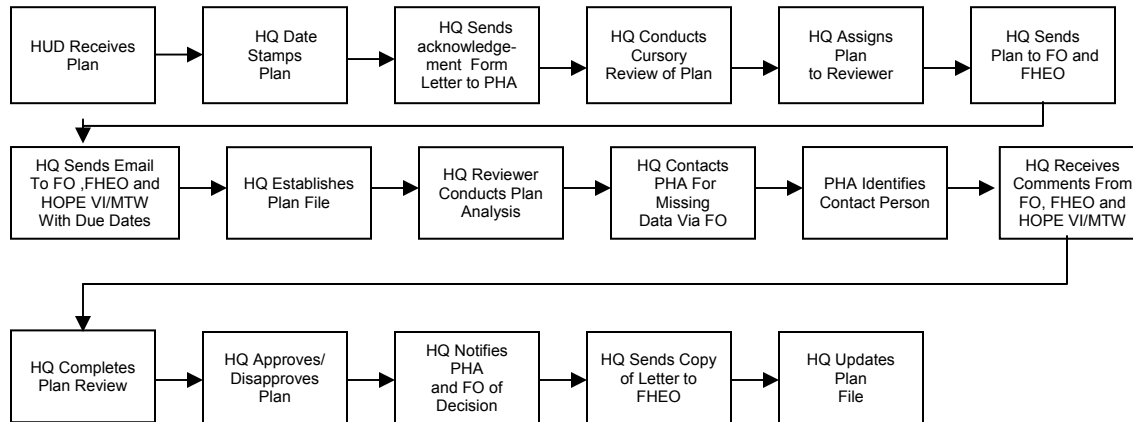 HUD Receives
Plan
HQ Date
Stamps
Plan
HQ Sends
acknowledge-
ment Form
Letter to PHA
HQ Conducts
Cursory
Review of Plan
HQ Assigns
Plan
to Reviewer
HQ Sends
Plan to FO and
FHEO
HQ Sends Email
To FO ,FHEO and
HOPE VI/MTW
With Due Dates
HQ Establishes
Plan File
HQ Reviewer
Conducts Plan
Analysis
HQ Contacts
PHA For
Missing
Data Via FO
PHA Identifies
Contact Person
HQ Receives
Comments From
FO, FHEO and
HOPE VI/MTW
HQ Completes
Plan Review
HQ Approves/
Disapproves
Plan
HQ Notifies
PHA
and FO of
Decision
HQ Sends Copy
of Letter to
FHEO
HQ Updates
Plan
File